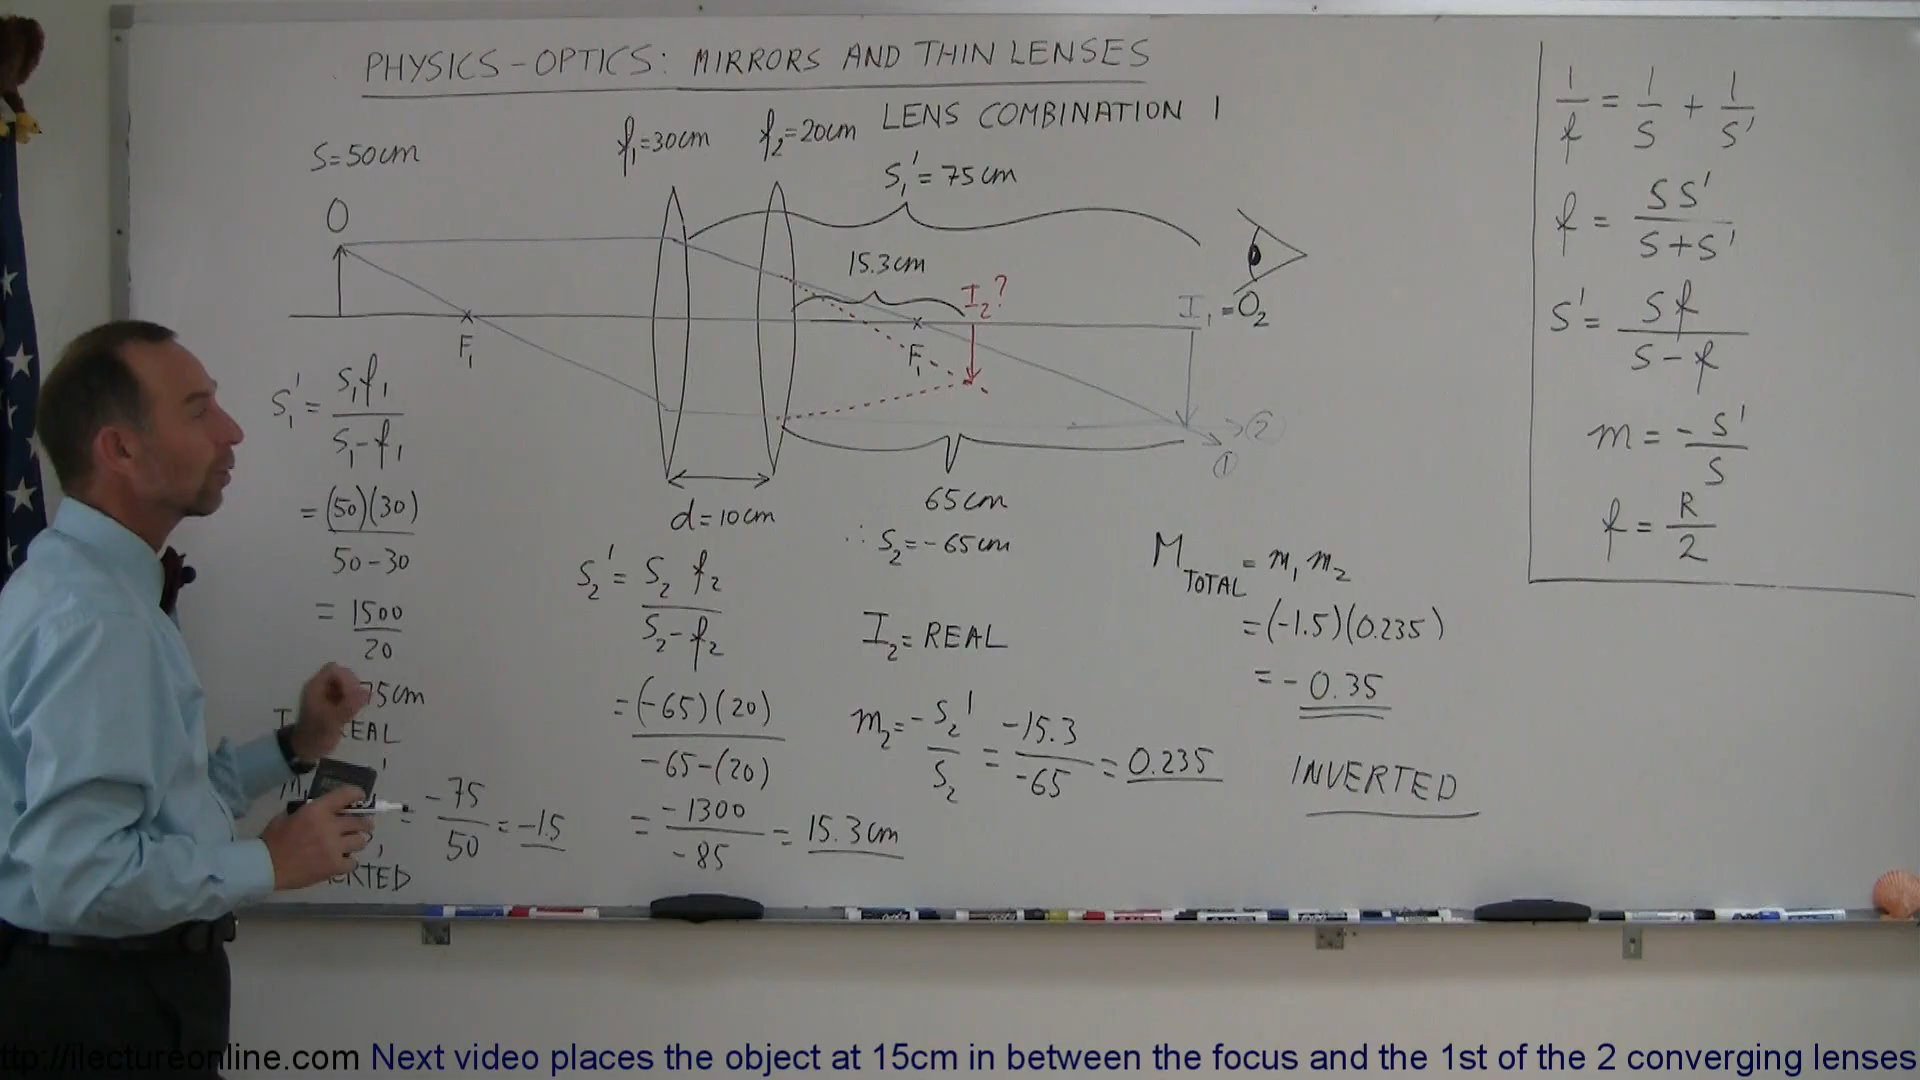 PHYSICS - OPTICS: MIRRORS AND THIN LENSES
LENS COMBINATION 1
S=50cm
f₁=30cm
f₂=20cm
S₁'=75cm
O
15.3cm
I₂?
I₁=O₂
F₁
F₁
②
①
65cm
d=10cm
∴ S₂=-65cm
S₁'=S₁f₁/S₁-f₁
=(50)(30)/50-30
=1500/20
75cm
-75/50=-1.5
S₂'=S₂ f₂/S₂-f₂
=(-65)(20)/-65-(20)
=-1300/-85=15.3cm
I₂=REAL
m₂=-S₂'/S₂=-15.3/-65=0.235
M TOTAL=m₁m₂
=(-1.5)(0.235)
=-0.35
INVERTED
1/f=1/S+1/S'
f=SS'/S+S'
S'=Sf/S-f
m=-S'/S
f=R/2
ttp://ilectureonline.com Next video places the object at 15cm in between the focus and the 1st of the 2 converging lenses